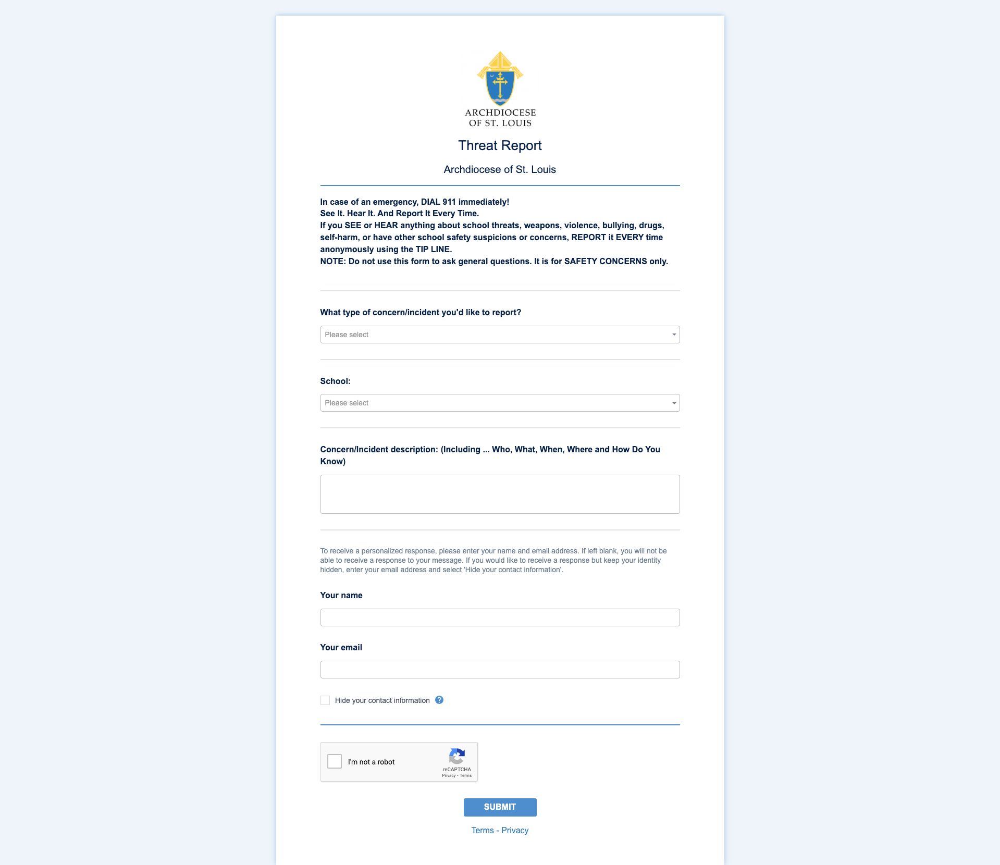 ARCHDIOCESE
OF ST. LOUIS
Threat Report
Archdiocese of St. Louis
In case of an emergency, DIAL 911 immediately!
See It. Hear It. And Report It Every Time.
If you SEE or HEAR anything about school threats, weapons, violence, bullying, drugs,
self-harm, or have other school safety suspicions or concerns, REPORT it EVERY time
anonymously using the TIP LINE.
NOTE: Do not use this form to ask general questions. It is for SAFETY CONCERNS only.
What type of concern/incident you'd like to report?
Please select
School:
Please select
Concern/Incident description: (Including ... Who, What, When, Where and How Do You
Know)
To receive a personalized response, please enter your name and email address. If left blank, you will not be
able to receive a response to your message. If you would like to receive a response but keep your identity
hidden, enter your email address and select 'Hide your contact information'.
Your name
Your email
Hide your contact information ?
I'm not a robot
reCAPTCHA
Privacy - Terms
SUBMIT
Terms - Privacy